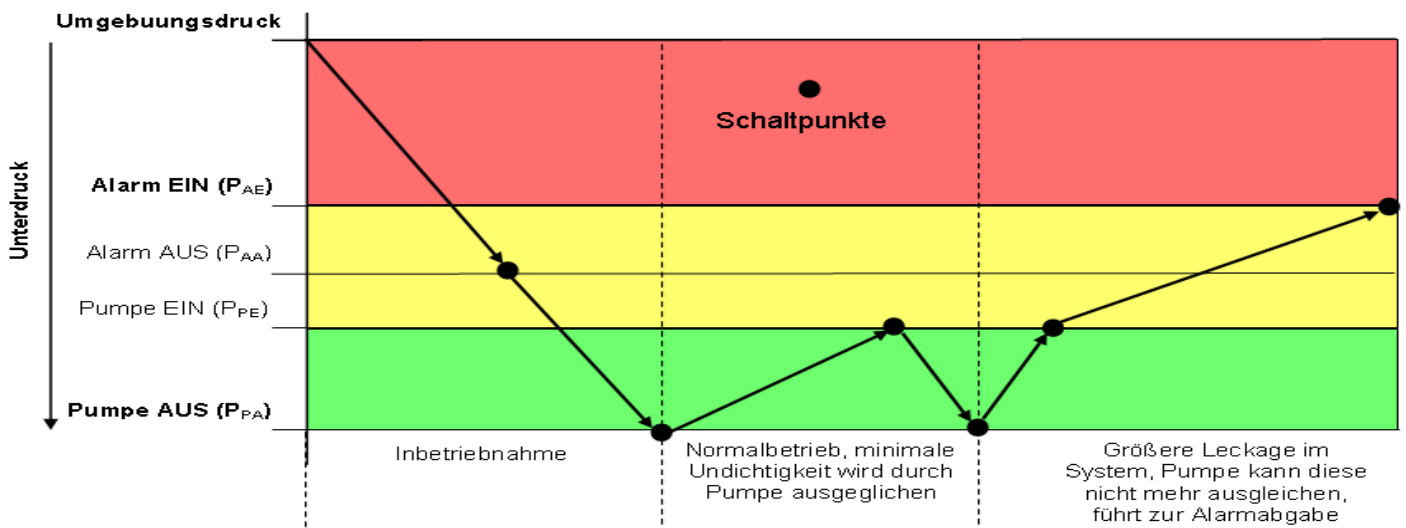 Umgebuungsdruck
Unterdruck
Schaltpunkte
Alarm EIN (PAE)
Alarm AUS (PAA)
Pumpe EIN (PPE)
Pumpe AUS (PPA)
Inbetriebnahme
Normalbetrieb, minimale
Undichtigkeit wird durch
Pumpe ausgeglichen
Größere Leckage im
System, Pumpe kann diese
nicht mehr ausgleichen,
führt zur Alarmabgabe